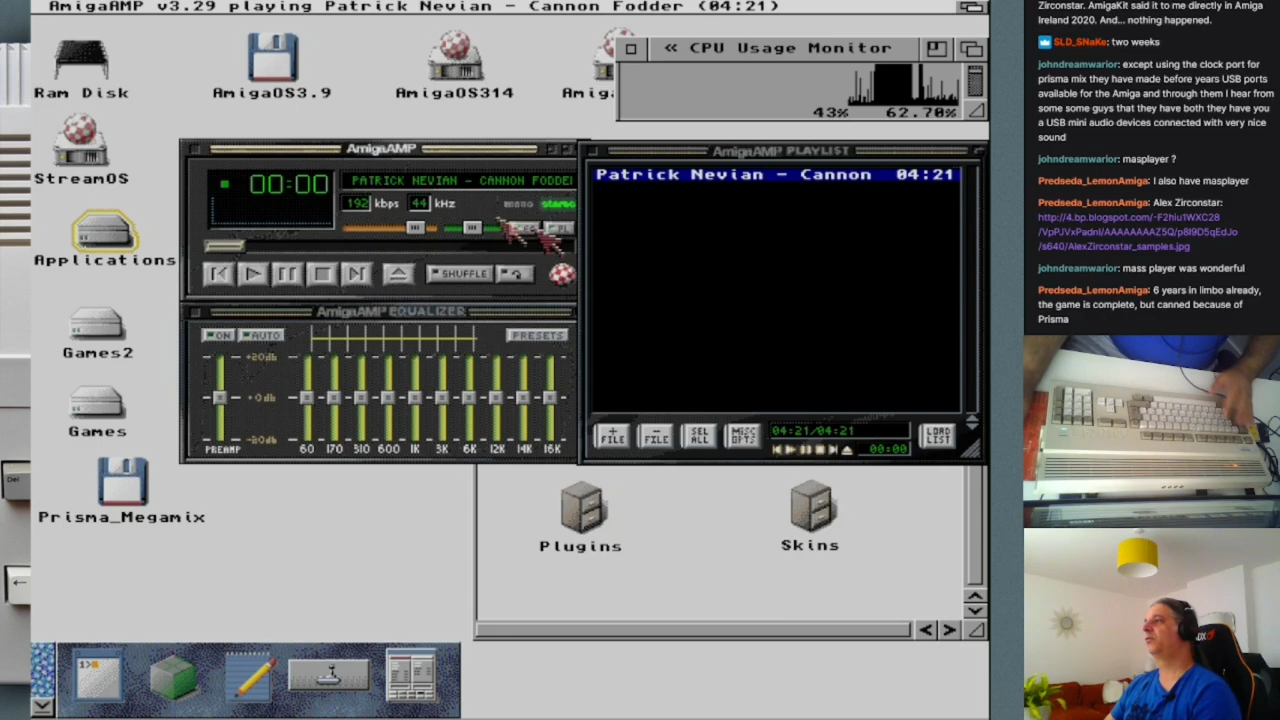 AmigaAMP v3.29 playing Patrick Nevian - Cannon Fodder (04:21)
Ram Disk
AmigaOS3.9
AmigaOS314
Amiga
« CPU Usage Monitor
43% 62.70%
StreamOS
Applications
Games2
Games
Prisma_Megamix
AmigaAMP
00:00
PATRICK NEVIAN - CANNON FODDE
192 kbps 44 kHz mono stereo
EQ PL
SHUFFLE
AmigaAMP EQUALIZER
ON AUTO PRESETS
+20db
+0db
-20db
PREAMP 60 170 310 600 1K 3K 6K 12K 14K 16K
AmigaAMP PLAYLIST
Patrick Nevian - Cannon 04:21
+ FILE
- FILE
SEL ALL
MISC OPTS
04:21/04:21
00:00
LOAD LIST
Plugins
Skins
1>
Del
Zirconstar. AmigaKit said it to me directly in Amiga
Ireland 2020. And... nothing happened.
SLD_SNaKe: two weeks
johndreamwarior: except using the clock port for
prisma mix they have made before years USB ports
available for the Amiga and through them I hear from
some some guys that they have both they have you
a USB mini audio devices connected with very nice
sound
johndreamwarior: masplayer ?
Predseda_LemonAmiga: I also have masplayer
Predseda_LemonAmiga: Alex Zirconstar:
johndreamwarior: mass player was wonderful
Predseda_LemonAmiga: 6 years in limbo already,
the game is complete, but canned because of
Prisma